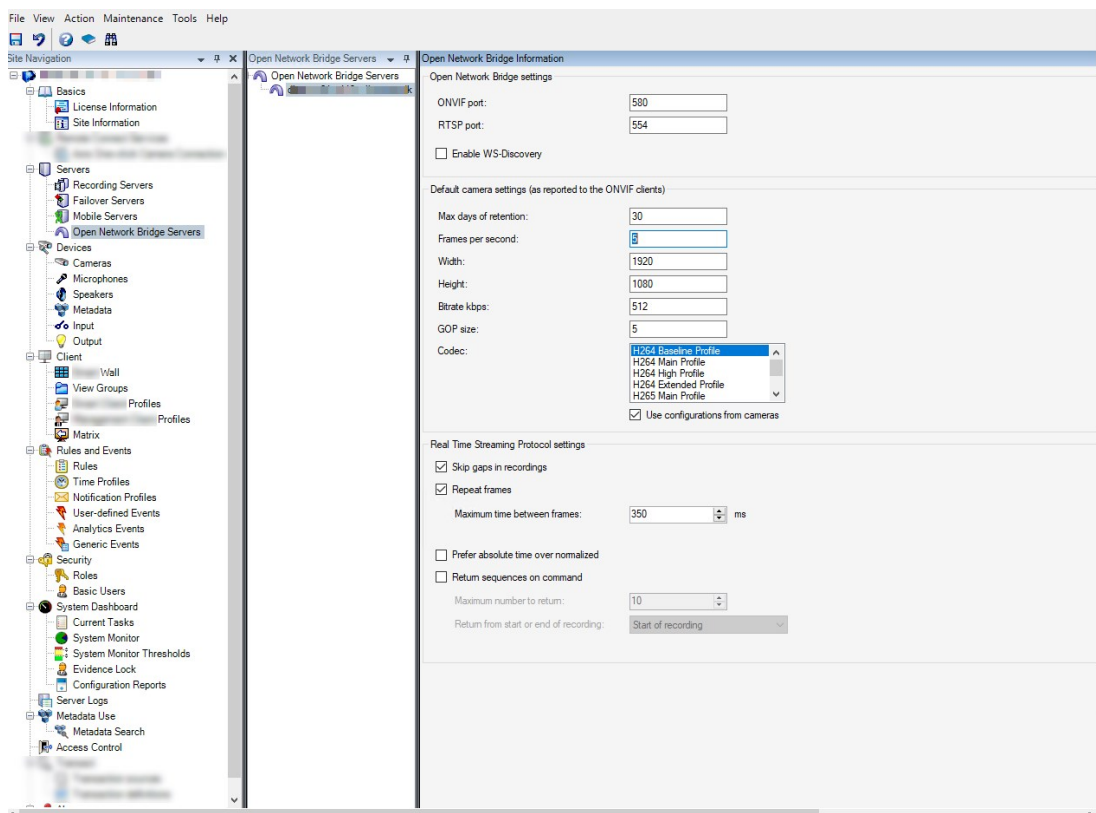 File View Action Maintenance Tools Help
Site Navigation
Basics
License Information
Site Information
Servers
Recording Servers
Failover Servers
Mobile Servers
Open Network Bridge Servers
Devices
Cameras
Microphones
Speakers
Metadata
Input
Output
Client
Wall
View Groups
Profiles
Profiles
Matrix
Rules and Events
Rules
Time Profiles
Notification Profiles
User-defined Events
Analytics Events
Generic Events
Security
Roles
Basic Users
System Dashboard
Current Tasks
System Monitor
System Monitor Thresholds
Evidence Lock
Configuration Reports
Server Logs
Metadata Use
Metadata Search
Access Control
Open Network Bridge Servers
Open Network Bridge Servers
Open Network Bridge Information
Open Network Bridge settings
ONVIF port: 580
RTSP port: 554
Enable WS-Discovery
Default camera settings (as reported to the ONVIF clients)
Max days of retention: 30
Frames per second: 5
Width: 1920
Height: 1080
Bitrate kbps: 512
GOP size: 5
Codec: H264 Baseline Profile
H264 Main Profile
H264 High Profile
H264 Extended Profile
H265 Main Profile
Use configurations from cameras
Real Time Streaming Protocol settings
Skip gaps in recordings
Repeat frames
Maximum time between frames: 350 ms
Prefer absolute time over normalized
Return sequences on command
Maximum number to return: 10
Return from start or end of recording: Start of recording